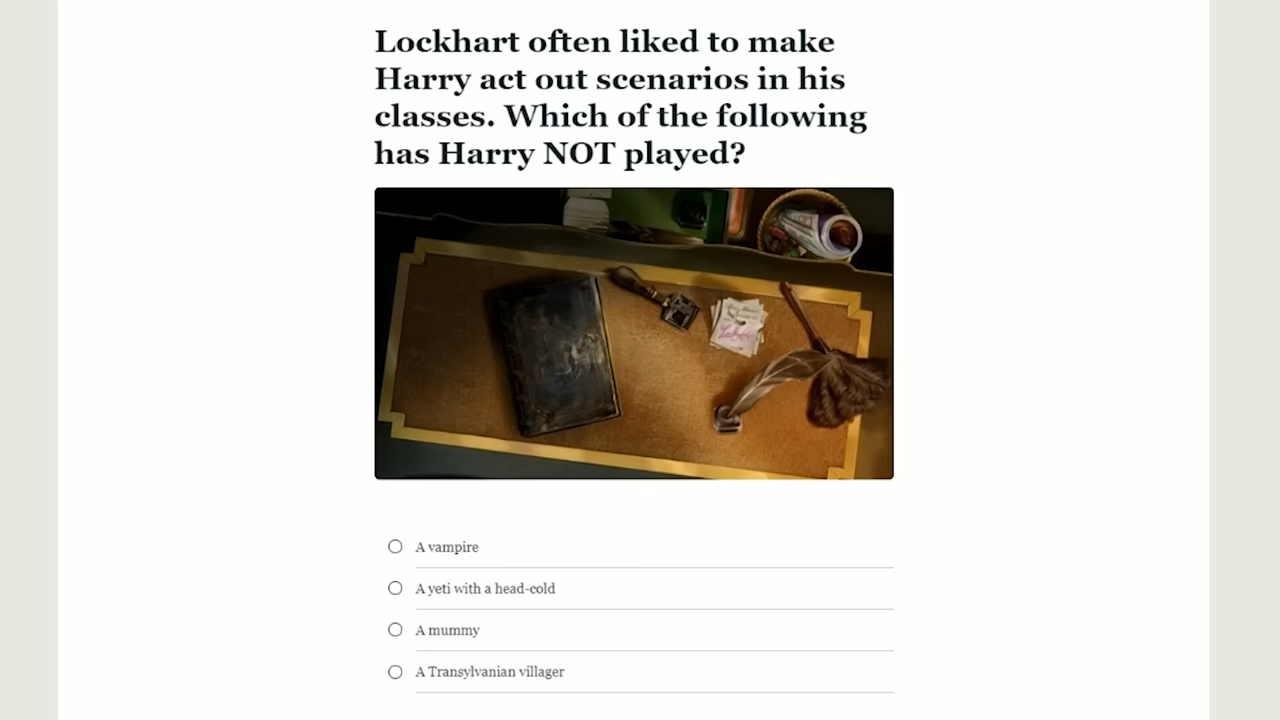 Lockhart often liked to make
Harry act out scenarios in his
classes. Which of the following
has Harry NOT played?
A vampire
A yeti with a head-cold
A mummy
A Transylvanian villager